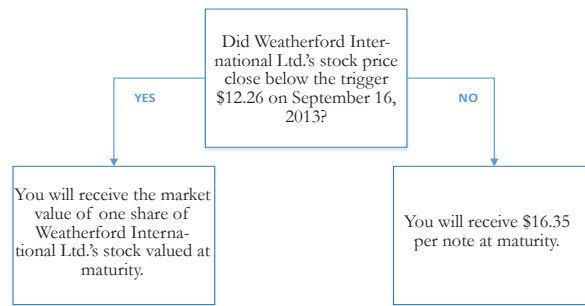 Did Weatherford Inter-
national Ltd.'s stock price
close below the trigger
$12.26 on September 16,
2013?
YES
NO
You will receive the market
value of one share of
Weatherford Interna-
tional Ltd.'s stock valued at
maturity.
You will receive $16.35
per note at maturity.